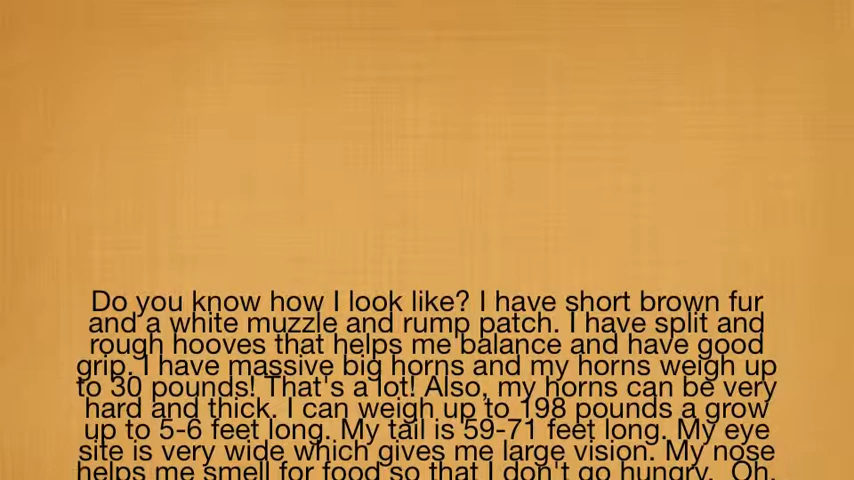 Do you know how I look like? I have short brown fur
and a white muzzle and rump patch. I have split and
rough hooves that helps me balance and have good
grip. I have massive big horns and my horns weigh up
to 30 pounds! That's a lot! Also, my horns can be very
hard and thick. I can weigh up to 198 pounds a grow
up to 5-6 feet long. My tail is 59-71 feet long. My eye
site is very wide which gives me large vision. My nose
helps me smell for food so that I don't go hungry. Oh,